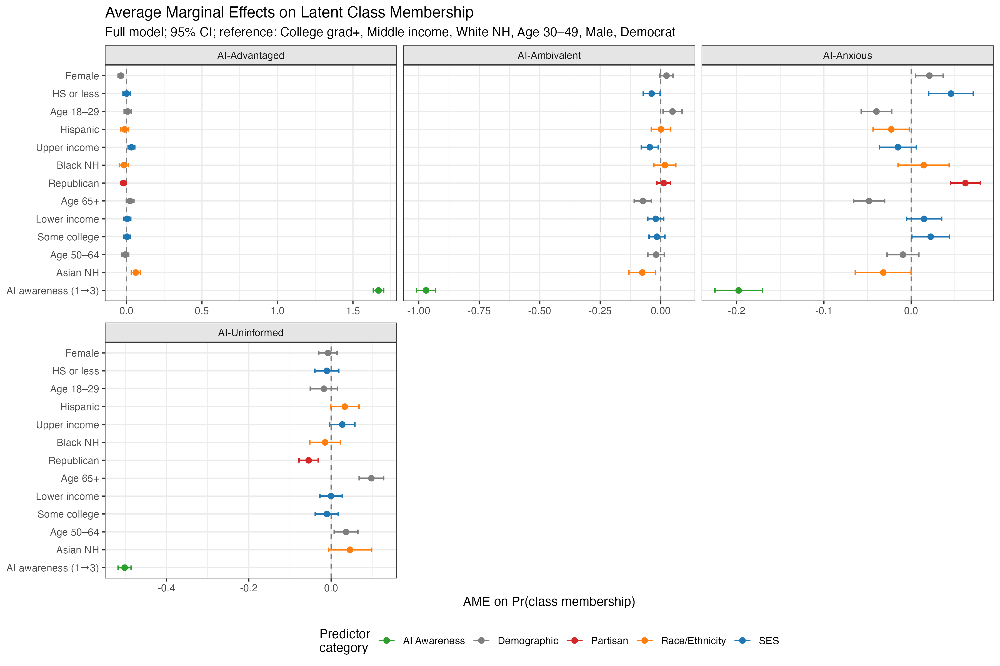 Average Marginal Effects on Latent Class Membership
Full model; 95% CI; reference: College grad+, Middle income, White NH, Age 30–49, Male, Democrat
AI-Advantaged
AI-Ambivalent
AI-Anxious
Female
HS or less
Age 18–29
Hispanic
Upper income
Black NH
Republican
Age 65+
Lower income
Some college
Age 50–64
Asian NH
AI awareness (1→3)
0.0 0.5 1.0 1.5
-1.00 -0.75 -0.50 -0.25 0.00
-0.2 -0.1 0.0
AI-Uninformed
Female
HS or less
Age 18–29
Hispanic
Upper income
Black NH
Republican
Age 65+
Lower income
Some college
Age 50–64
Asian NH
AI awareness (1→3)
-0.4 -0.2 0.0
AME on Pr(class membership)
Predictor
category
AI Awareness Demographic Partisan Race/Ethnicity SES